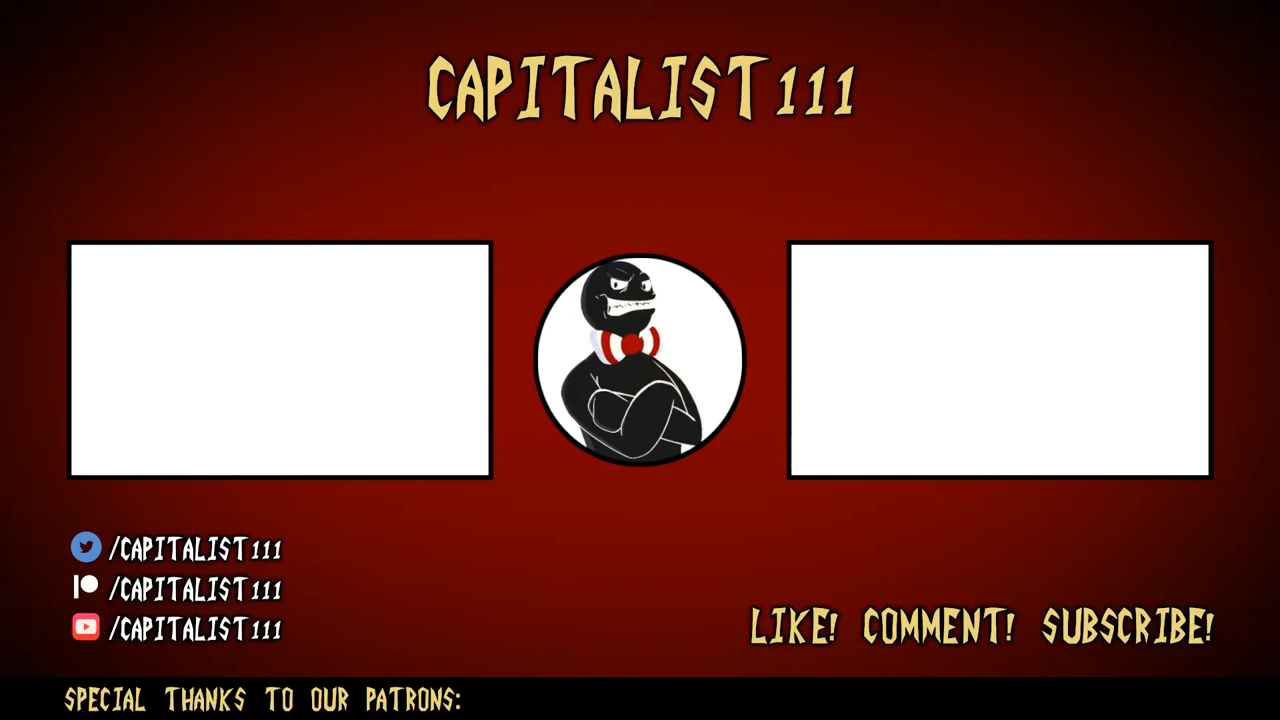 CAPITALIST111
/CAPITALIST111
/CAPITALIST111
/CAPITALIST111
LIKE! COMMENT! SUBSCRIBE!
SPECIAL THANKS TO OUR PATRONS: